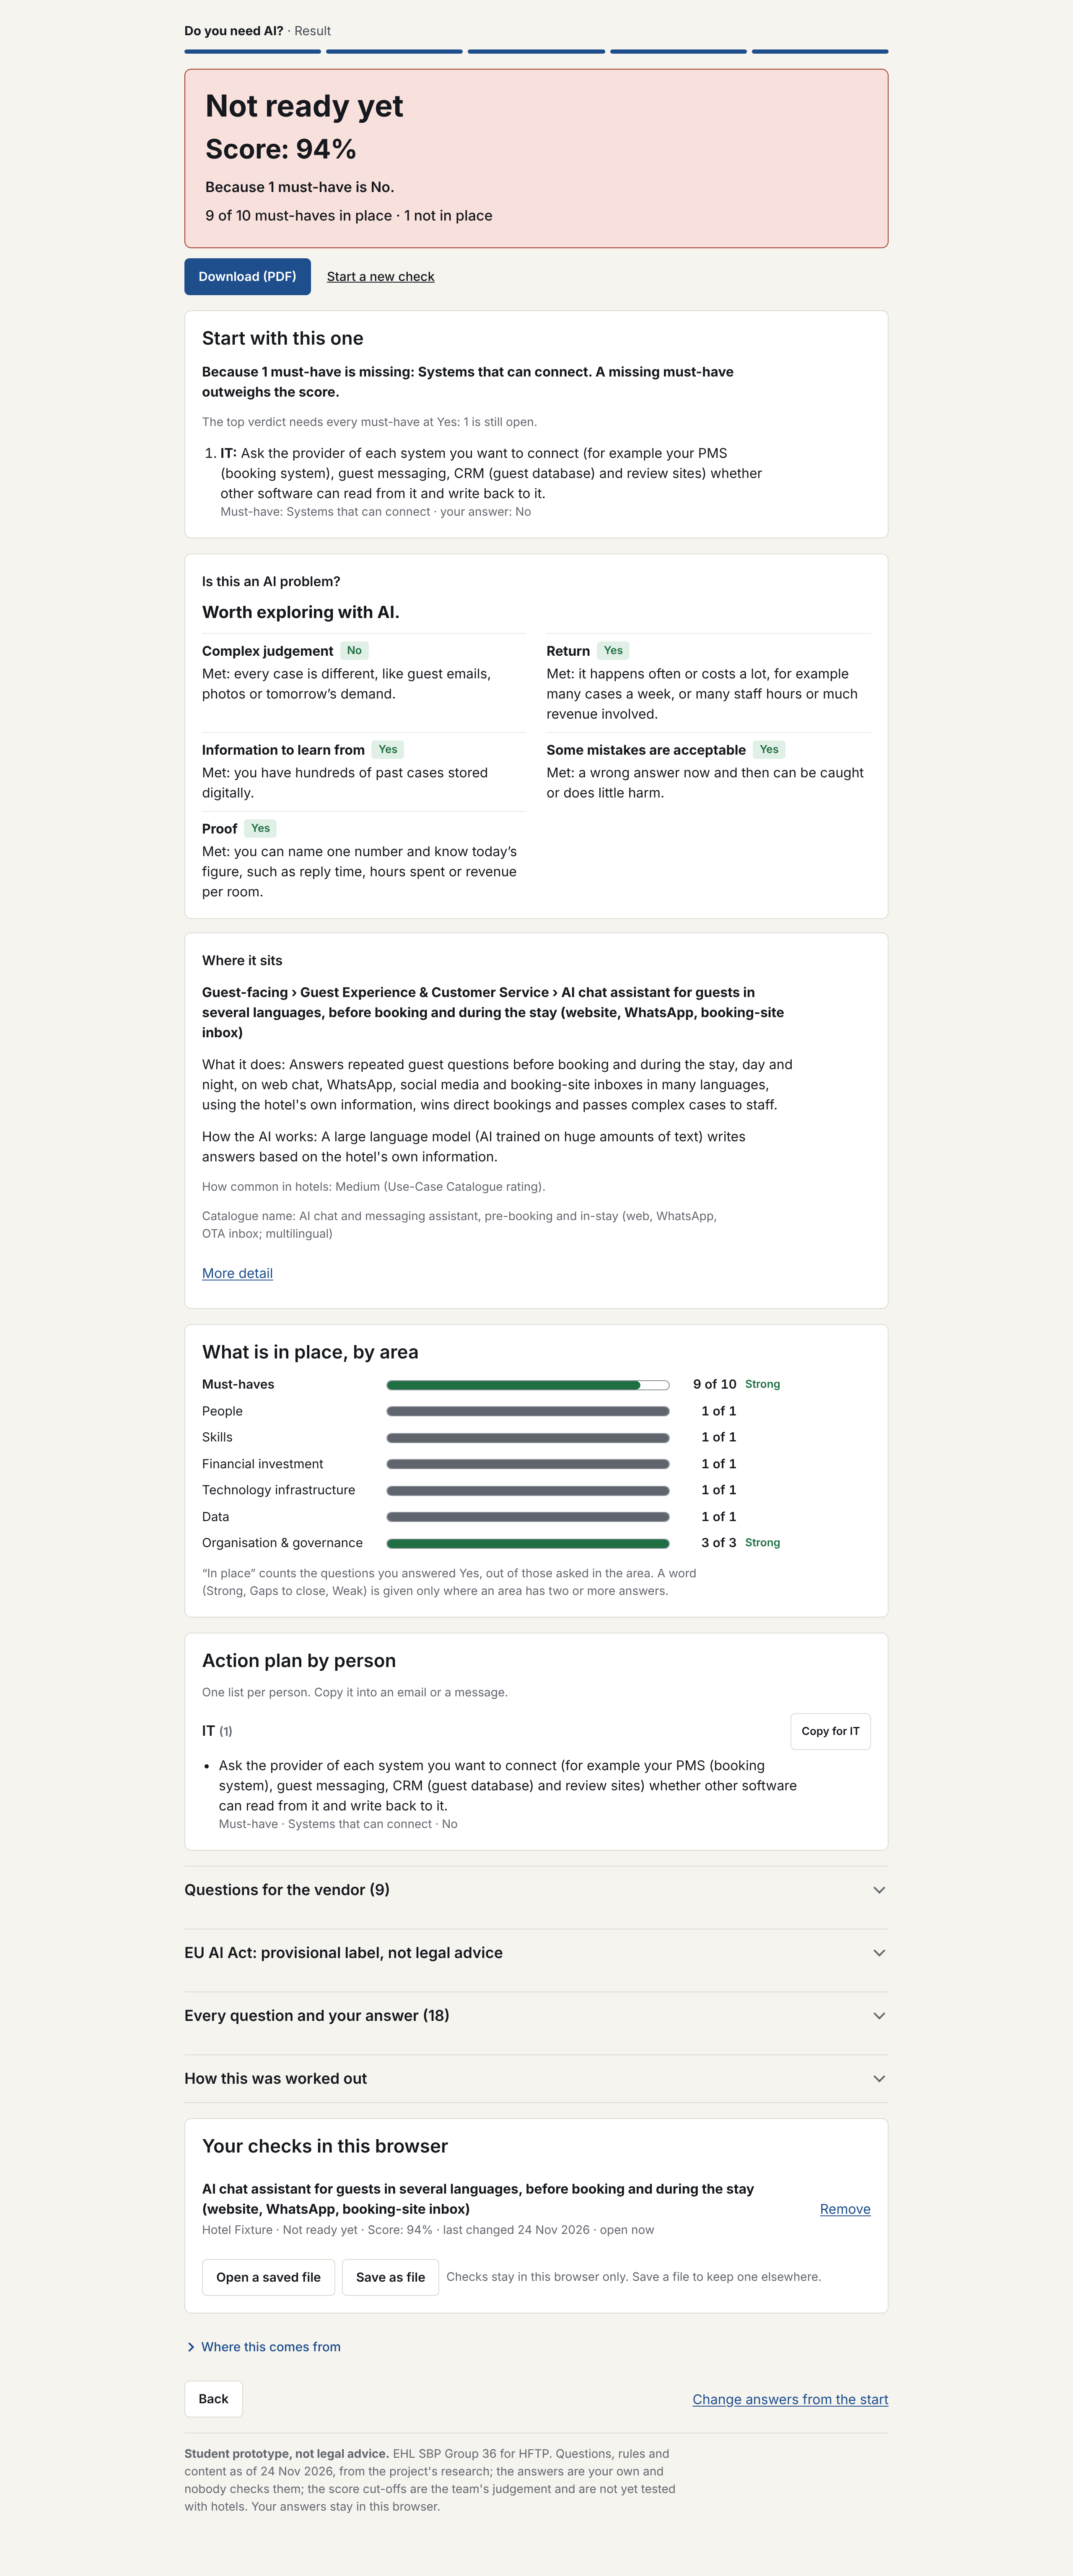 Do you need AI? · Result
Not ready yet
Score: 94%
Because 1 must-have is No.
9 of 10 must-haves in place · 1 not in place
Download (PDF)
Start a new check
Start with this one
Because 1 must-have is missing: Systems that can connect. A missing must-have
outweighs the score.
The top verdict needs every must-have at Yes: 1 is still open.
1. IT: Ask the provider of each system you want to connect (for example your PMS
(booking system), guest messaging, CRM (guest database) and review sites) whether
other software can read from it and write back to it.
Must-have: Systems that can connect · your answer: No
Is this an AI problem?
Worth exploring with AI.
Complex judgement No
Met: every case is different, like guest emails,
photos or tomorrow’s demand.
Return Yes
Met: it happens often or costs a lot, for example
many cases a week, or many staff hours or much
revenue involved.
Information to learn from Yes
Met: you have hundreds of past cases stored
digitally.
Some mistakes are acceptable Yes
Met: a wrong answer now and then can be caught
or does little harm.
Proof Yes
Met: you can name one number and know today’s
figure, such as reply time, hours spent or revenue
per room.
Where it sits
Guest-facing › Guest Experience & Customer Service › AI chat assistant for guests in
several languages, before booking and during the stay (website, WhatsApp, booking-site
inbox)
What it does: Answers repeated guest questions before booking and during the stay, day and
night, on web chat, WhatsApp, social media and booking-site inboxes in many languages,
using the hotel's own information, wins direct bookings and passes complex cases to staff.
How the AI works: A large language model (AI trained on huge amounts of text) writes
answers based on the hotel's own information.
How common in hotels: Medium (Use-Case Catalogue rating).
Catalogue name: AI chat and messaging assistant, pre-booking and in-stay (web, WhatsApp,
OTA inbox; multilingual)
More detail
What is in place, by area
Must-haves 9 of 10 Strong
People 1 of 1
Skills 1 of 1
Financial investment 1 of 1
Technology infrastructure 1 of 1
Data 1 of 1
Organisation & governance 3 of 3 Strong
“In place” counts the questions you answered Yes, out of those asked in the area. A word
(Strong, Gaps to close, Weak) is given only where an area has two or more answers.
Action plan by person
One list per person. Copy it into an email or a message.
IT (1)
Copy for IT
• Ask the provider of each system you want to connect (for example your PMS (booking
system), guest messaging, CRM (guest database) and review sites) whether other software
can read from it and write back to it.
Must-have · Systems that can connect · No
Questions for the vendor (9)
EU AI Act: provisional label, not legal advice
Every question and your answer (18)
How this was worked out
Your checks in this browser
AI chat assistant for guests in several languages, before booking and during the stay
(website, WhatsApp, booking-site inbox)
Remove
Hotel Fixture · Not ready yet · Score: 94% · last changed 24 Nov 2026 · open now
Open a saved file
Save as file
Checks stay in this browser only. Save a file to keep one elsewhere.
Where this comes from
Back
Change answers from the start
Student prototype, not legal advice. EHL SBP Group 36 for HFTP. Questions, rules and
content as of 24 Nov 2026, from the project's research; the answers are your own and
nobody checks them; the score cut-offs are the team's judgement and are not yet tested
with hotels. Your answers stay in this browser.